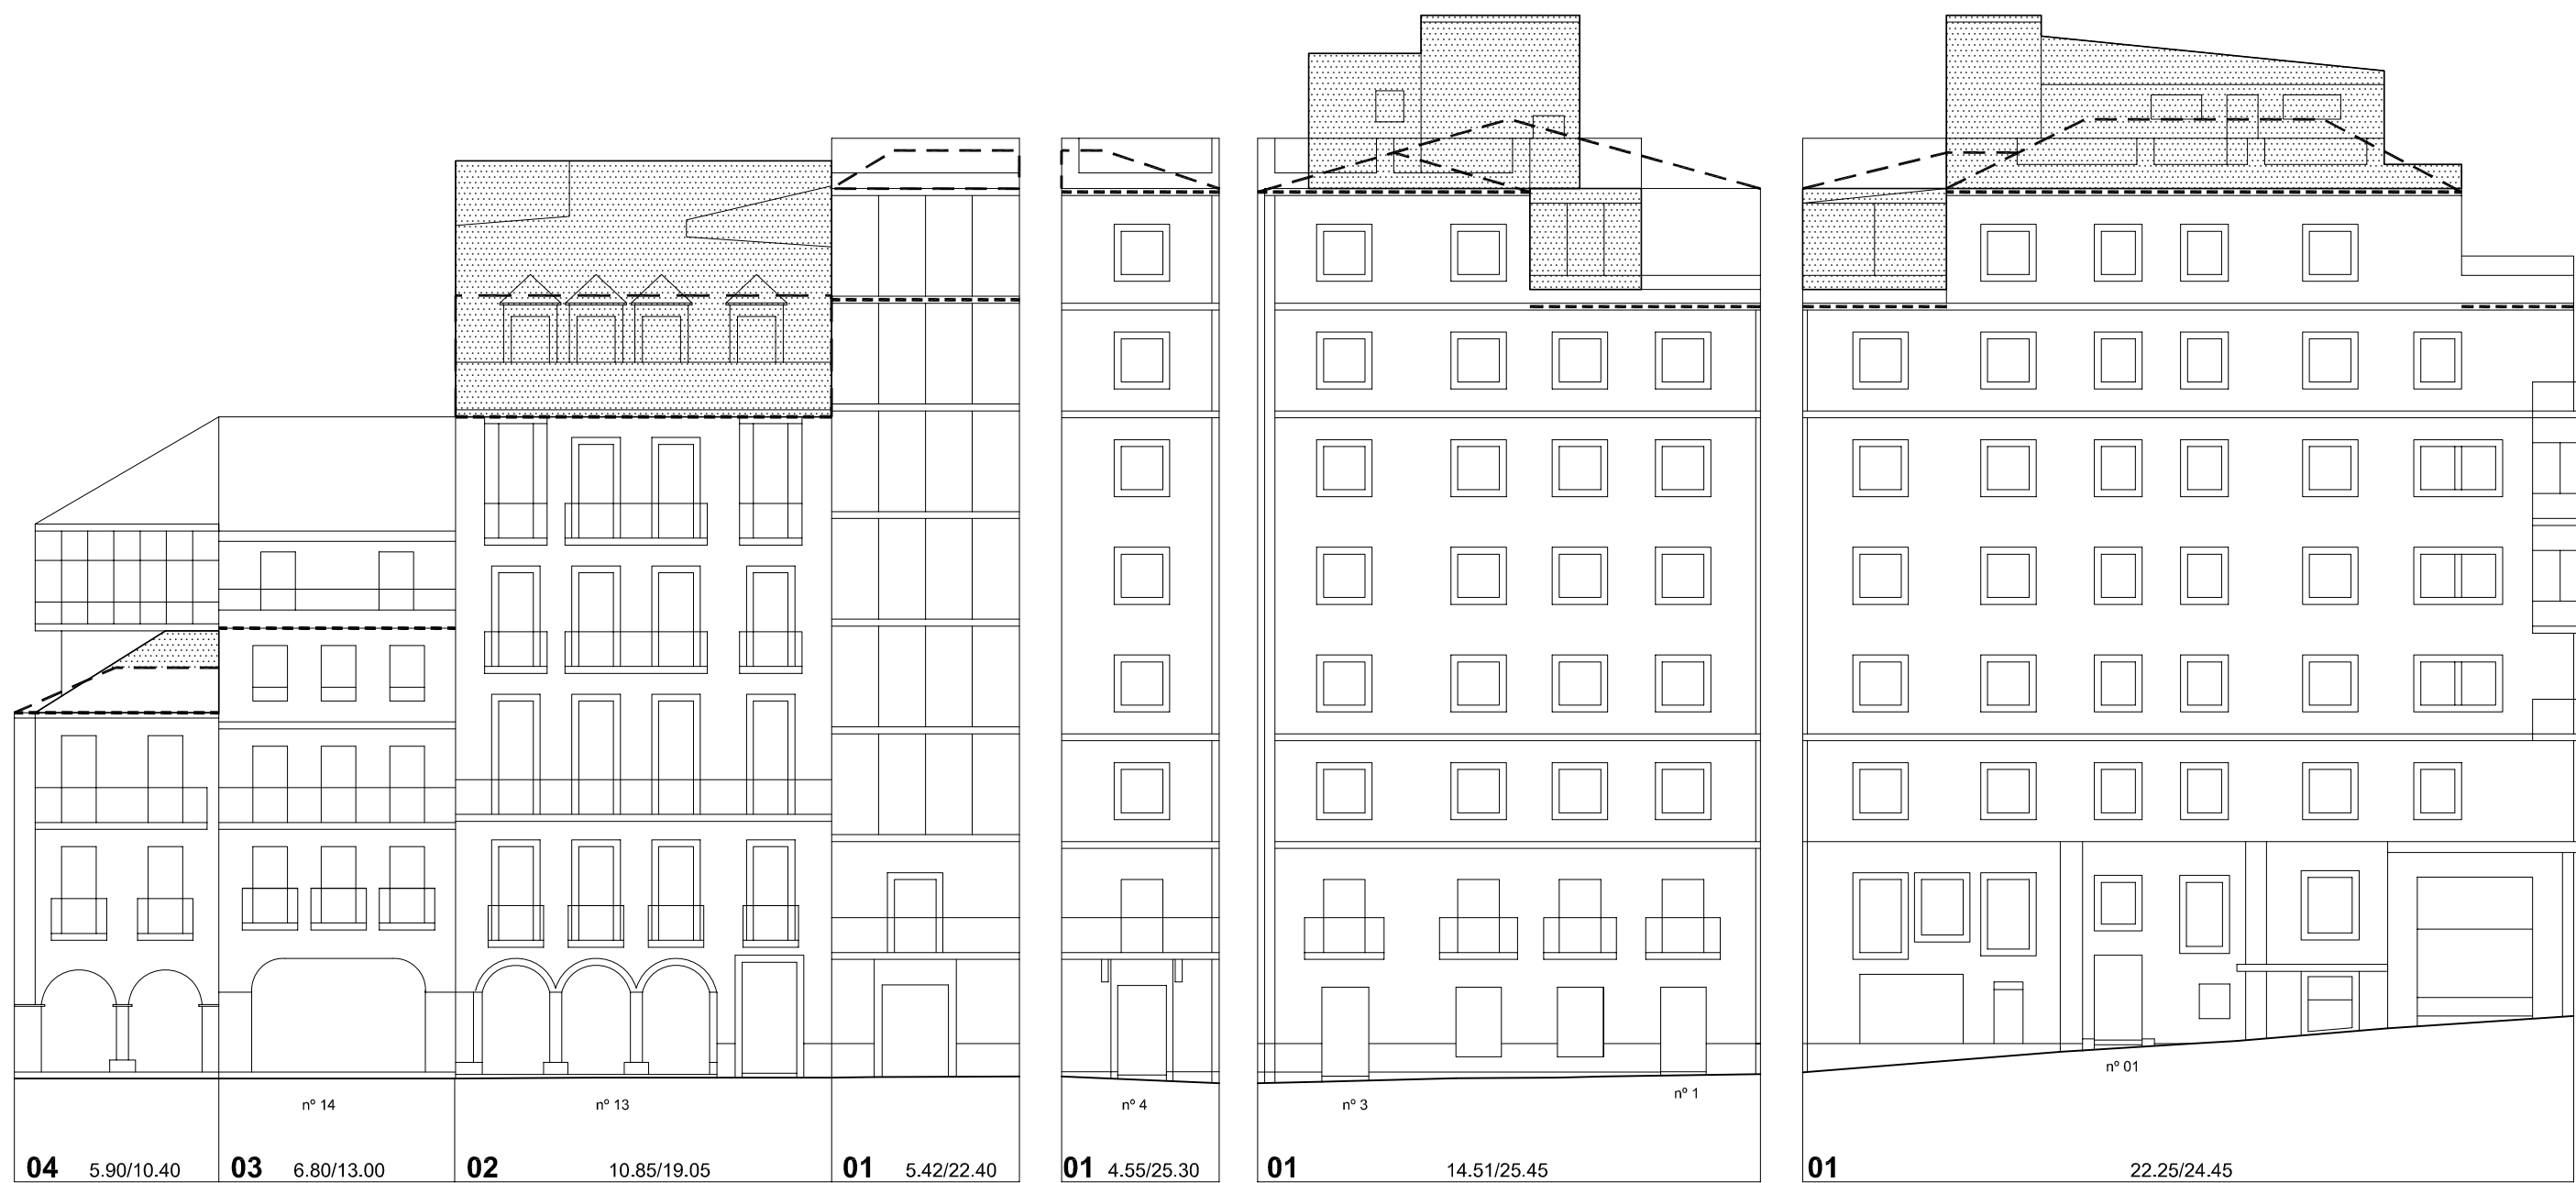 nº 14
nº 13
nº 4
nº 3
nº 1
nº 01
04 5.90/10.40
03 6.80/13.00
02 10.85/19.05
01 5.42/22.40
01 4.55/25.30
01 14.51/25.45
01 22.25/24.45